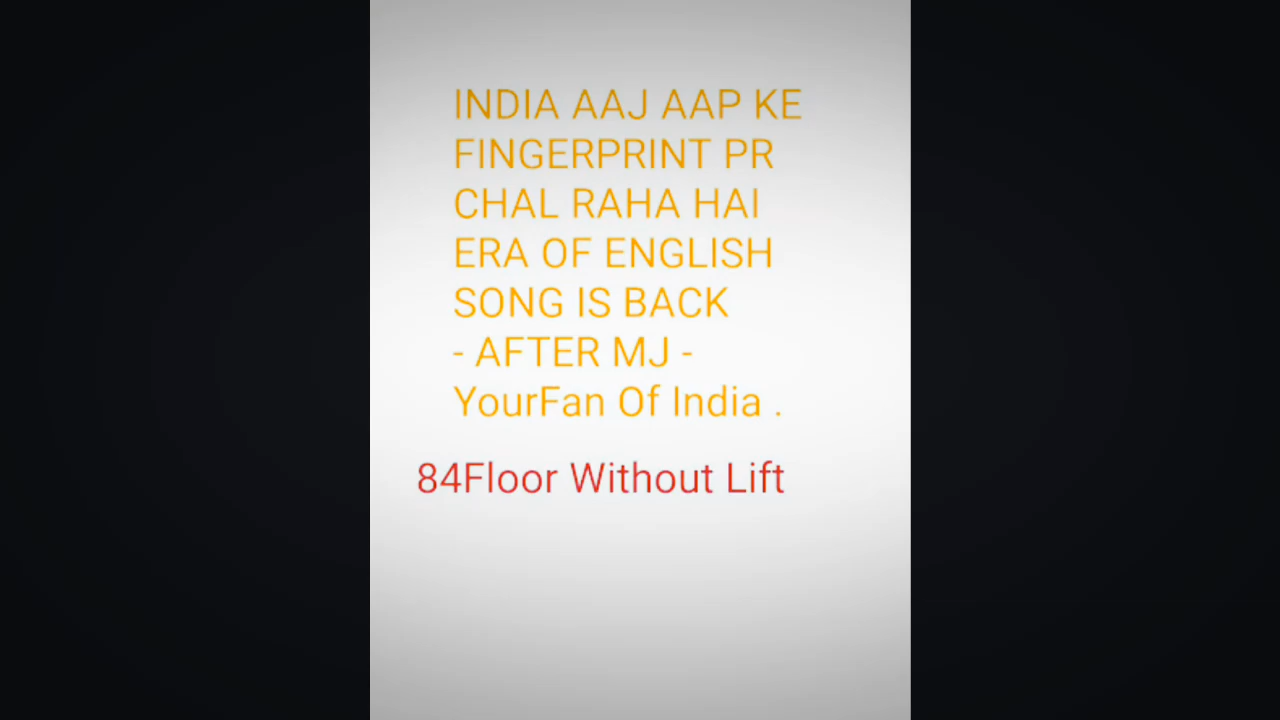 INDIA AAJ AAP KE
FINGERPRINT PR
CHAL RAHA HAI
ERA OF ENGLISH
SONG IS BACK
- AFTER MJ -
YourFan Of India .
84Floor Without Lift